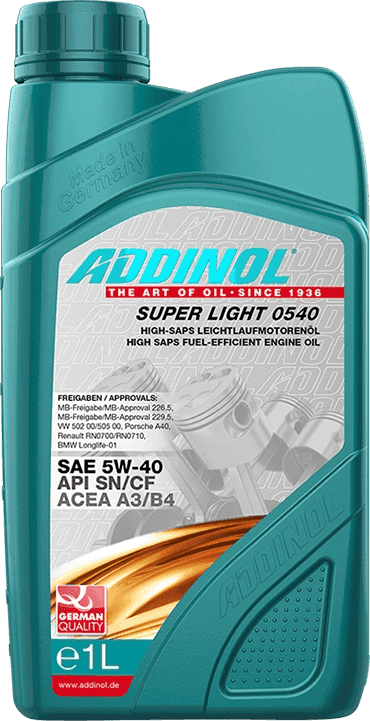 Made in
Germany
ADDINOL
THE ART OF OIL · SINCE 1936
SUPER LIGHT 0540
HIGH-SAPS LEICHTLAUFMOTORENÖL
HIGH SAPS FUEL-EFFICIENT ENGINE OIL
FREIGABEN / APPROVALS:
MB-Freigabe/MB-Approval 226.5,
MB-Freigabe/MB-Approval 229.5,
VW 502 00/505 00, Porsche A40,
Renault RN0700/RN0710,
BMW Longlife-01
SAE 5W-40
API SN/CF
ACEA A3/B4
ADDINOL
GERMAN
QUALITY
e1L
www.addinol.de